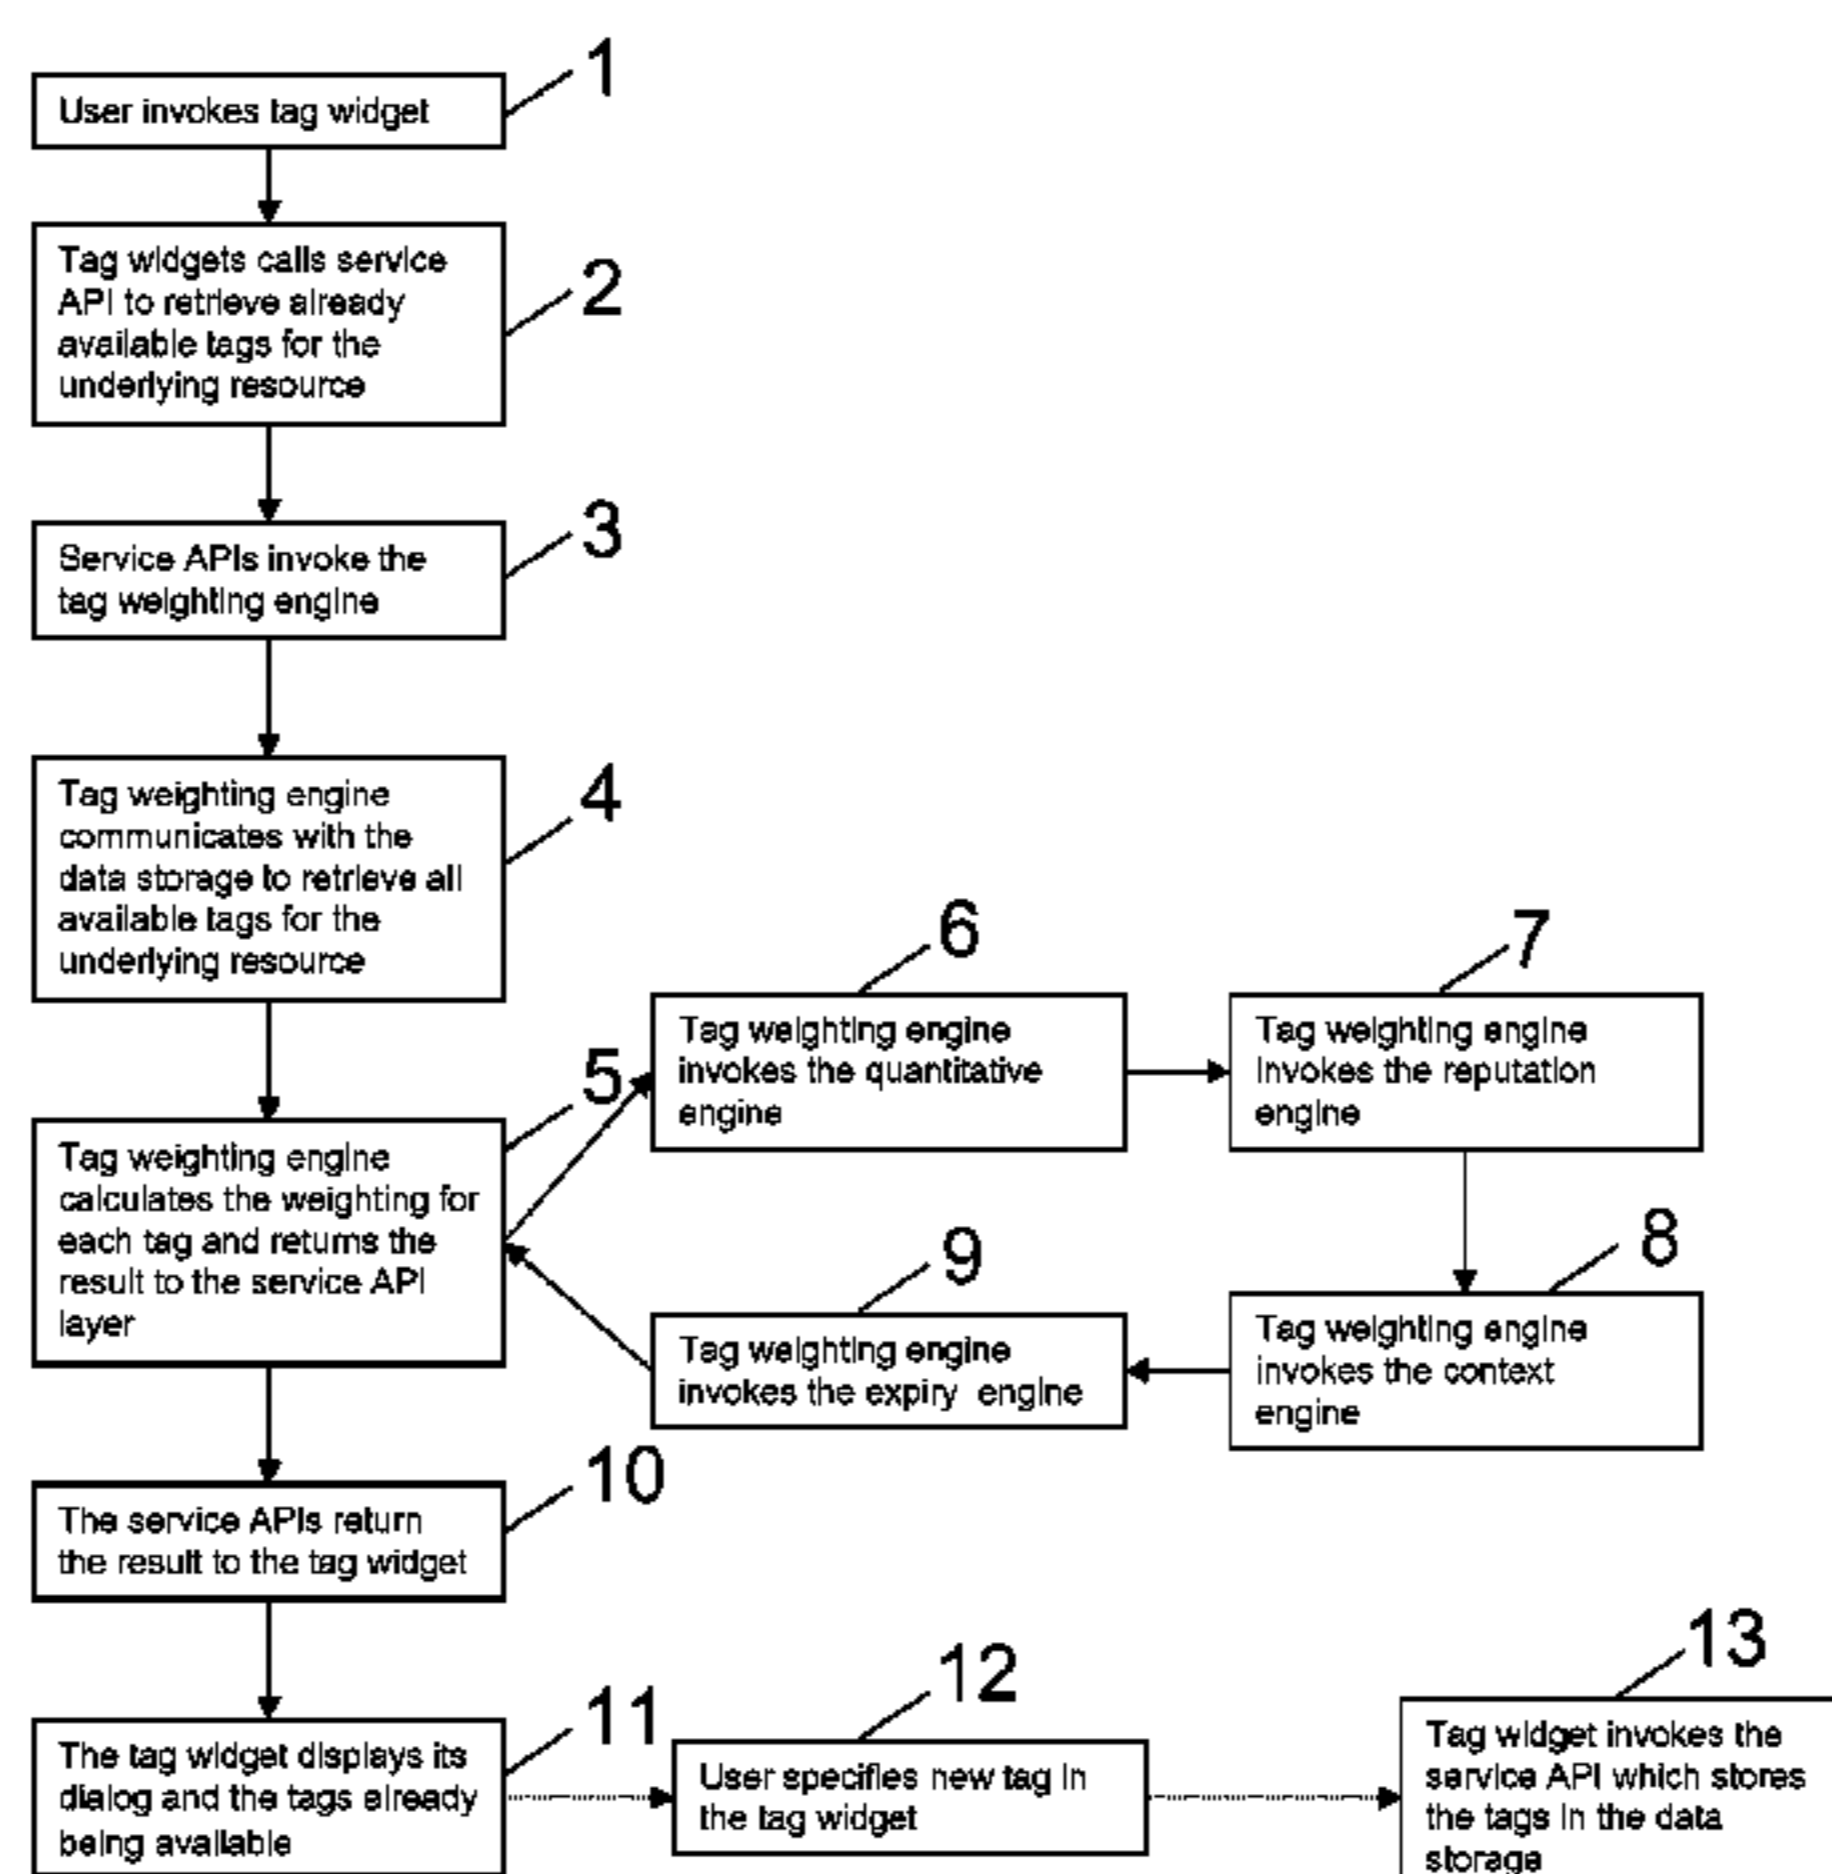 1
User invokes tag widget
2
Tag widgets calls service
API to retrieve already
available tags for the
underlying resource
3
Service APIs invoke the
tag weighting engine
4
Tag weighting engine
communicates with the
data storage to retrieve all
available tags for the
underlying resource
5
Tag weighting engine
calculates the weighting for
each tag and returns the
result to the service API
layer
6
Tag weighting engine
invokes the quantitative
engine
7
Tag weighting engine
invokes the reputation
engine
8
Tag weighting engine
invokes the context
engine
9
Tag weighting engine
invokes the expiry engine
10
The service APIs return
the result to the tag widget
11
The tag widget displays its
dialog and the tags already
being available
12
User specifies new tag in
the tag widget
13
Tag widget invokes the
service API which stores
the tags in the data
storage